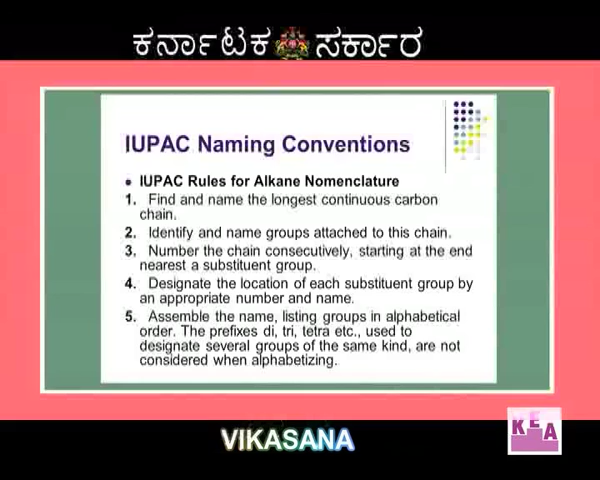 ಕರ್ನಾಟಕ ಸರ್ಕಾರ
IUPAC Naming Conventions
• IUPAC Rules for Alkane Nomenclature
1. Find and name the longest continuous carbon
chain.
2. Identify and name groups attached to this chain.
3. Number the chain consecutively, starting at the end
nearest a substituent group.
4. Designate the location of each substituent group by
an appropriate number and name.
5. Assemble the name, listing groups in alphabetical
order. The prefixes di, tri, tetra etc., used to
designate several groups of the same kind, are not
considered when alphabetizing.
VIKASANA
KEA